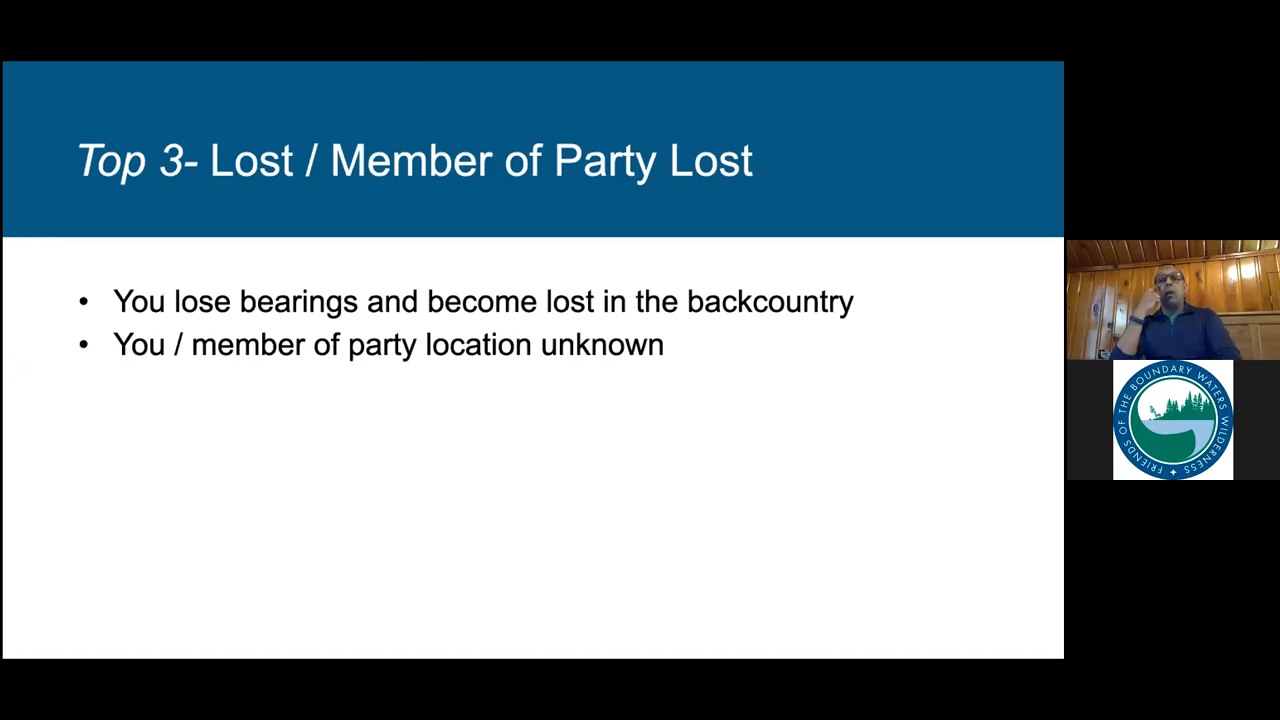 Top 3- Lost / Member of Party Lost
• You lose bearings and become lost in the backcountry
• You / member of party location unknown
FRIENDS OF THE BOUNDARY WATERS WILDERNESS